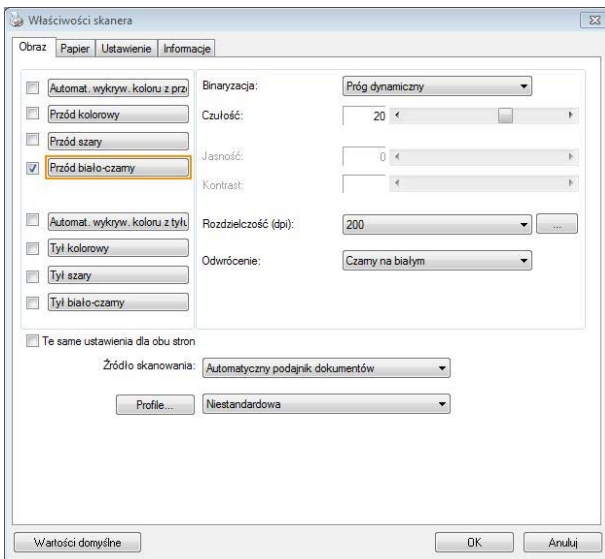 Właściwości skanera
Obraz Papier Ustawienie Informacje
Automat. wykryw. koloru z prz
Przód kolorowy
Przód szary
Przód biało-czarny
Automat. wykryw. koloru z tyłu
Tył kolorowy
Tył szary
Tył biało-czarny
Binaryzacja: Próg dynamiczny
Czułość: 20
Jasność: 0
Kontrast:
Rozdzielczość (dpi): 200 ...
Odwrócenie: Czarny na białym
Te same ustawienia dla obu stron
Źródło skanowania: Automatyczny podajnik dokumentów
Profile... Niestandardowa
Wartości domyślne OK Anuluj